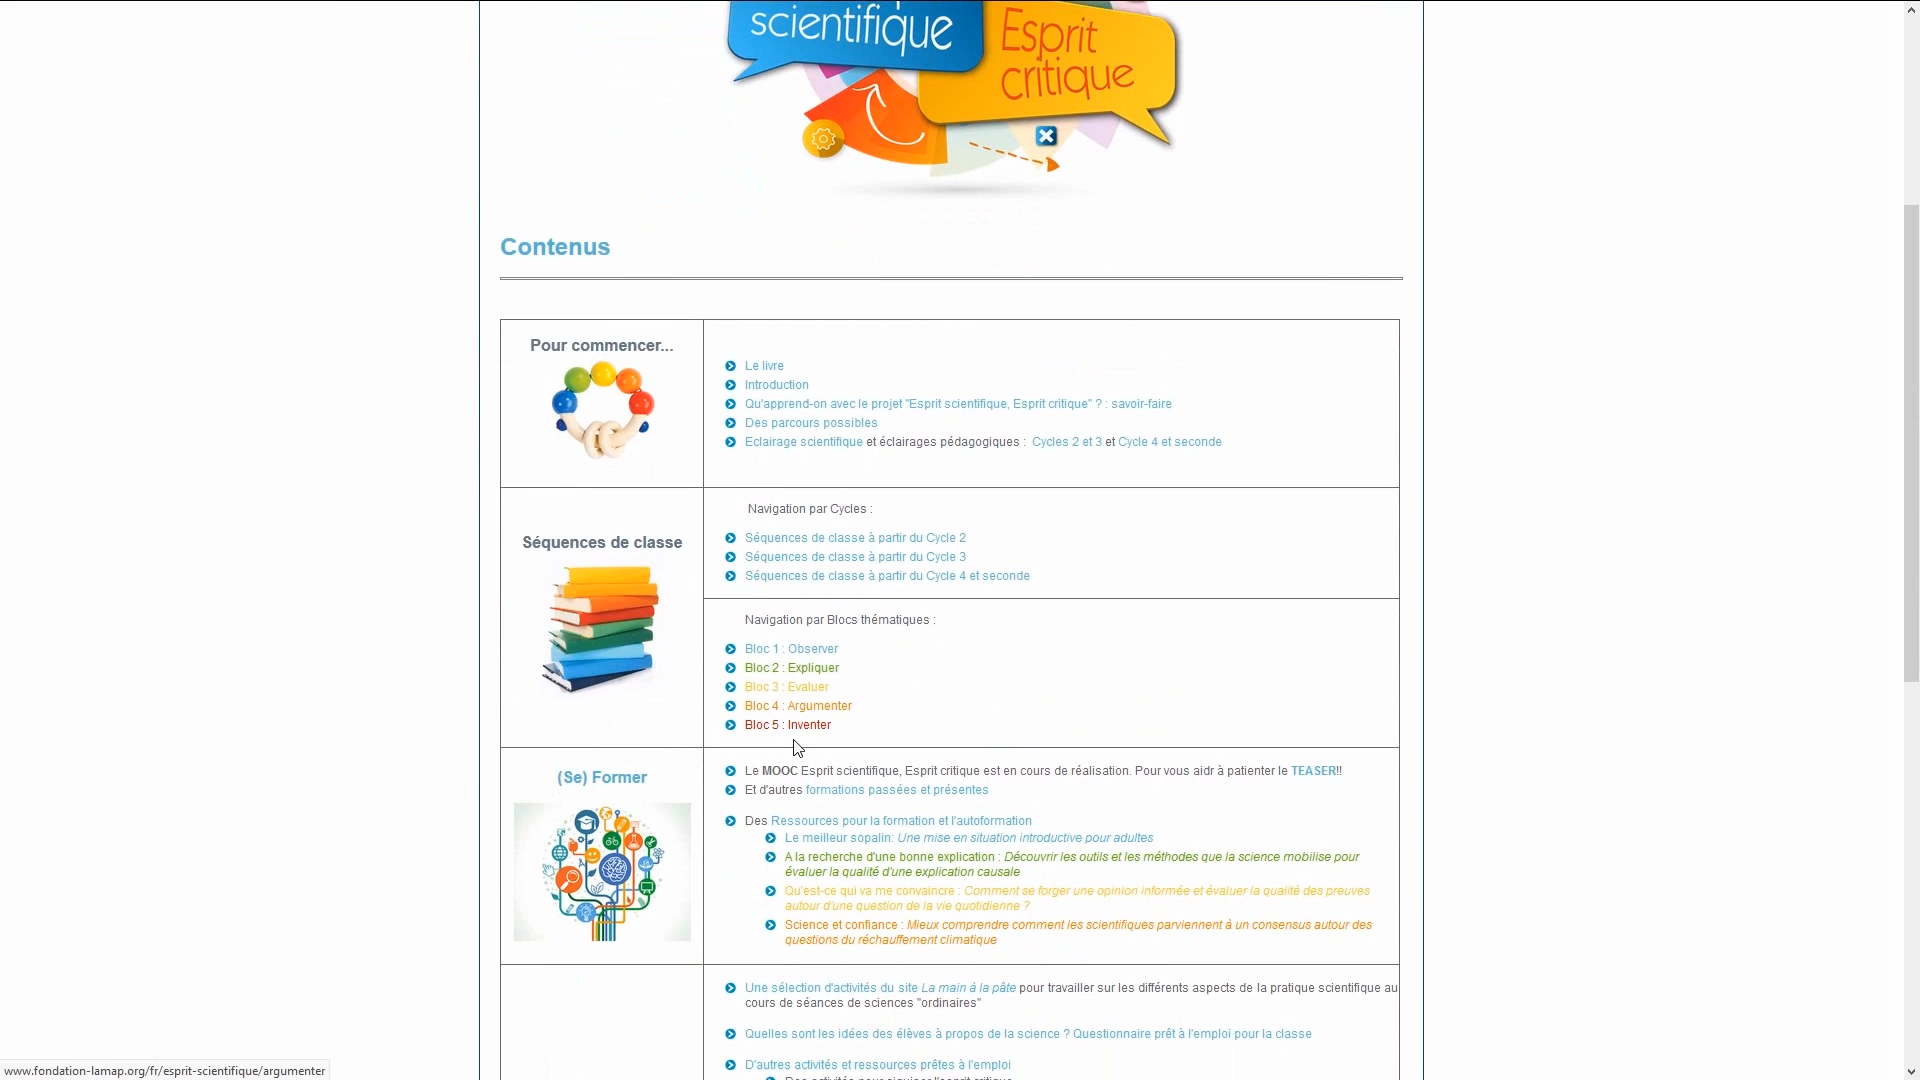 scientifique
Esprit
critique
Contenus
Pour commencer...
Le livre
Introduction
Qu'apprend-on avec le projet "Esprit scientifique, Esprit critique" ? : savoir-faire
Des parcours possibles
Eclairage scientifique et éclairages pédagogiques : Cycles 2 et 3 et Cycle 4 et seconde
Séquences de classe
Navigation par Cycles :
Séquences de classe à partir du Cycle 2
Séquences de classe à partir du Cycle 3
Séquences de classe à partir du Cycle 4 et seconde
Navigation par Blocs thématiques :
Bloc 1 : Observer
Bloc 2 : Expliquer
Bloc 3 : Evaluer
Bloc 4 : Argumenter
Bloc 5 : Inventer
(Se) Former
Le MOOC Esprit scientifique, Esprit critique est en cours de réalisation. Pour vous aidr à patienter le TEASER!!
Et d'autres formations passées et présentes
Des Ressources pour la formation et l'autoformation
Le meilleur sopalin: Une mise en situation introductive pour adultes
A la recherche d'une bonne explication : Découvrir les outils et les méthodes que la science mobilise pour
évaluer la qualité d'une explication causale
Qu'est-ce qui va me convaincre : Comment se forger une opinion informée et évaluer la qualité des preuves
autour d'une question de la vie quotidienne ?
Science et confiance : Mieux comprendre comment les scientifiques parviennent à un consensus autour des
questions du réchauffement climatique
Une sélection d'activités du site La main à la pâte pour travailler sur les différents aspects de la pratique scientifique au
cours de séances de sciences "ordinaires"
Quelles sont les idées des élèves à propos de la science ? Questionnaire prêt à l'emploi pour la classe
D'autres activités et ressources prêtes à l'emploi
Des activités pour aiguiser l'esprit critique
www.fondation-lamap.org/fr/esprit-scientifique/argumenter